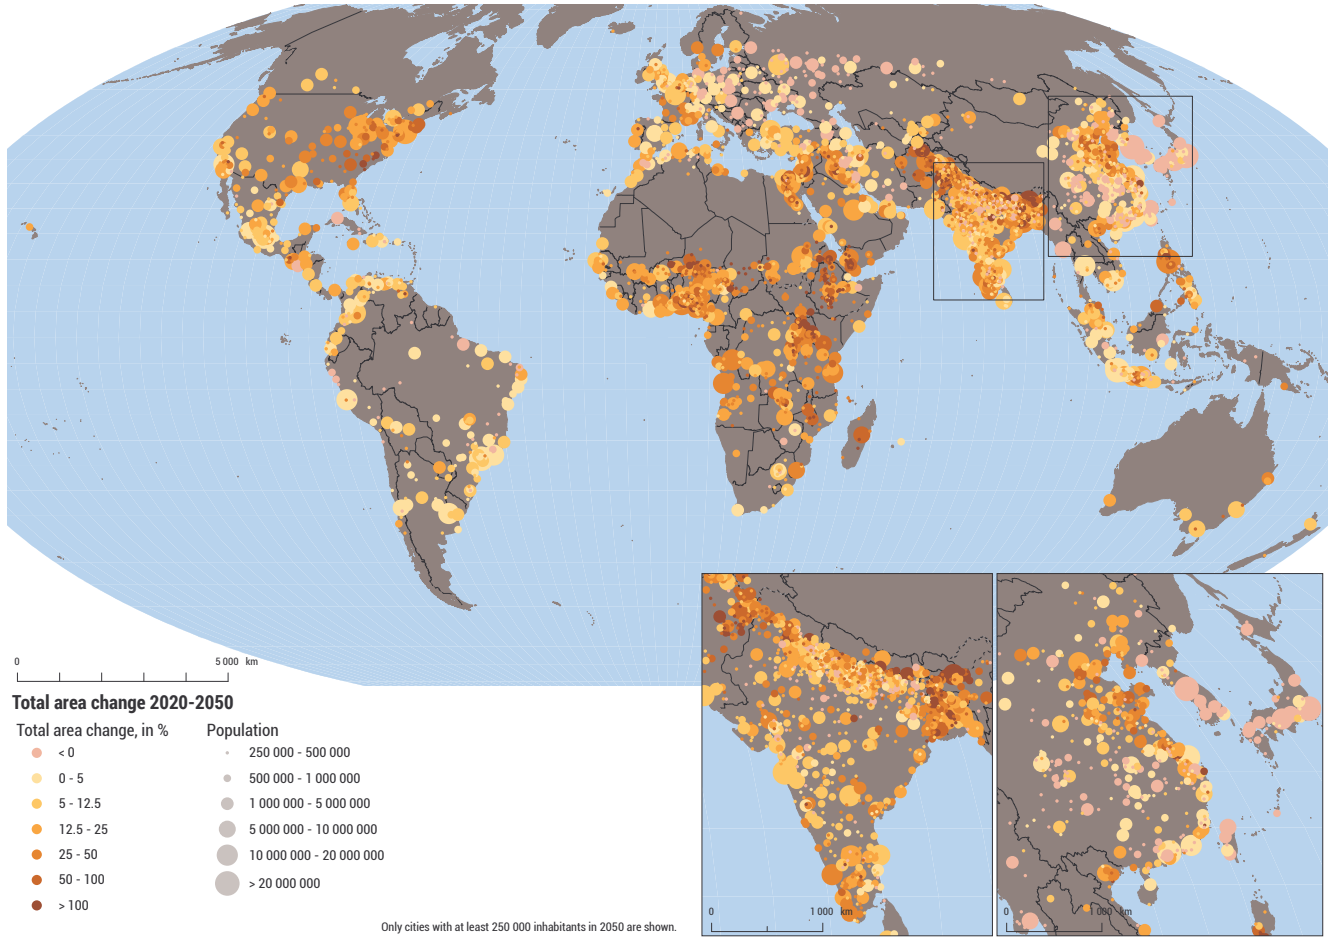 0 5 000 km
Total area change 2020-2050
Total area change, in %
< 0
0 - 5
5 - 12.5
12.5 - 25
25 - 50
50 - 100
> 100
Population
250 000 - 500 000
500 000 - 1 000 000
1 000 000 - 5 000 000
5 000 000 - 10 000 000
10 000 000 - 20 000 000
> 20 000 000
Only cities with at least 250 000 inhabitants in 2050 are shown.
0 1 000 km
0 1 000 km